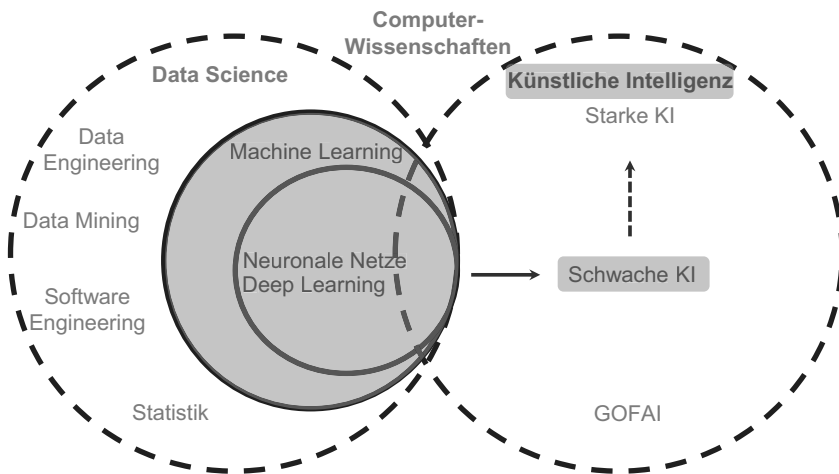 Computer-
Wissenschaften
Data Science
Künstliche Intelligenz
Starke KI
Data
Engineering
Machine Learning
Data Mining
Neuronale Netze
Deep Learning
Schwache KI
Software
Engineering
Statistik
GOFAI